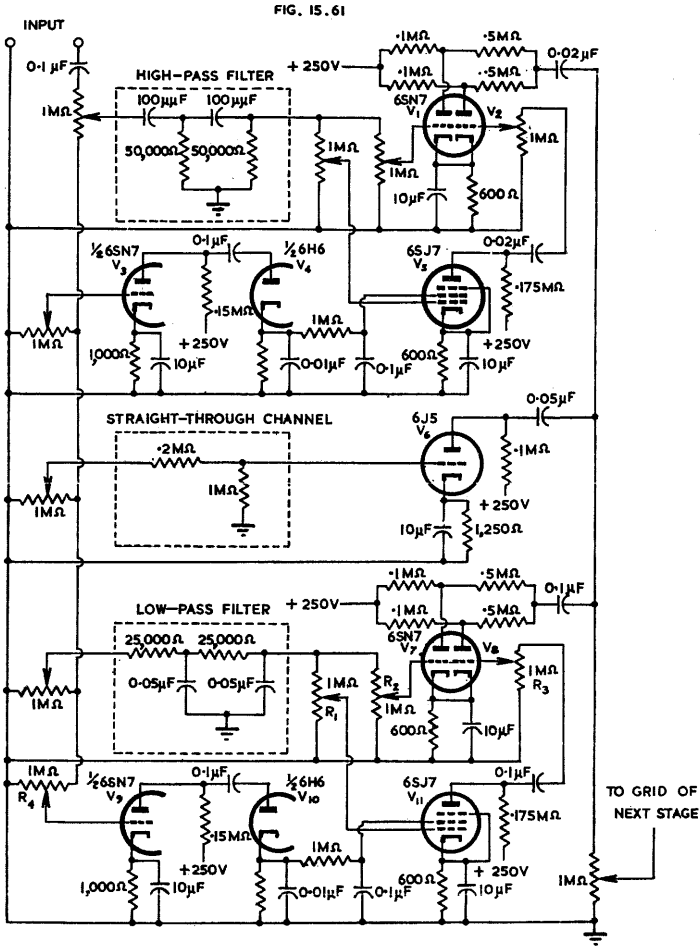 FIG. 15.61
INPUT
0·1 μF
1MΩ
HIGH-PASS FILTER
100μμF 100μμF
50,000Ω 50,000Ω
+ 250V
·1MΩ
·5MΩ
0·02μF
·1MΩ
·5MΩ
6SN7
V1
V2
1MΩ
1MΩ
1MΩ
10μF
600Ω
½6SN7
V3
0·1μF
½6H6
V4
·15MΩ
+250V
1MΩ
1,000Ω
10μF
1MΩ
0·01μF
0·1μF
6SJ7
V5
0·02μF
·175MΩ
+ 250V
600Ω
10μF
STRAIGHT-THROUGH CHANNEL
·2MΩ
1MΩ
1MΩ
6J5
V6
0·05μF
·1MΩ
+ 250V
10μF
1,250Ω
LOW-PASS FILTER
25,000Ω 25,000Ω
0·05μF 0·05μF
1MΩ
+ 250V
·1MΩ
·5MΩ
0·1μF
·1MΩ
·5MΩ
6SN7
V7
V8
1MΩ
R1
R2
1MΩ
1MΩ
R3
600Ω
10μF
1MΩ
R4
½6SN7
V9
0·1μF
½6H6
V10
·15MΩ
+250V
1,000Ω
10μF
1MΩ
0·01μF
0·1μF
6SJ7
V11
0·1μF
·175MΩ
+ 250V
600Ω
10μF
TO GRID OF
NEXT STAGE
1MΩ